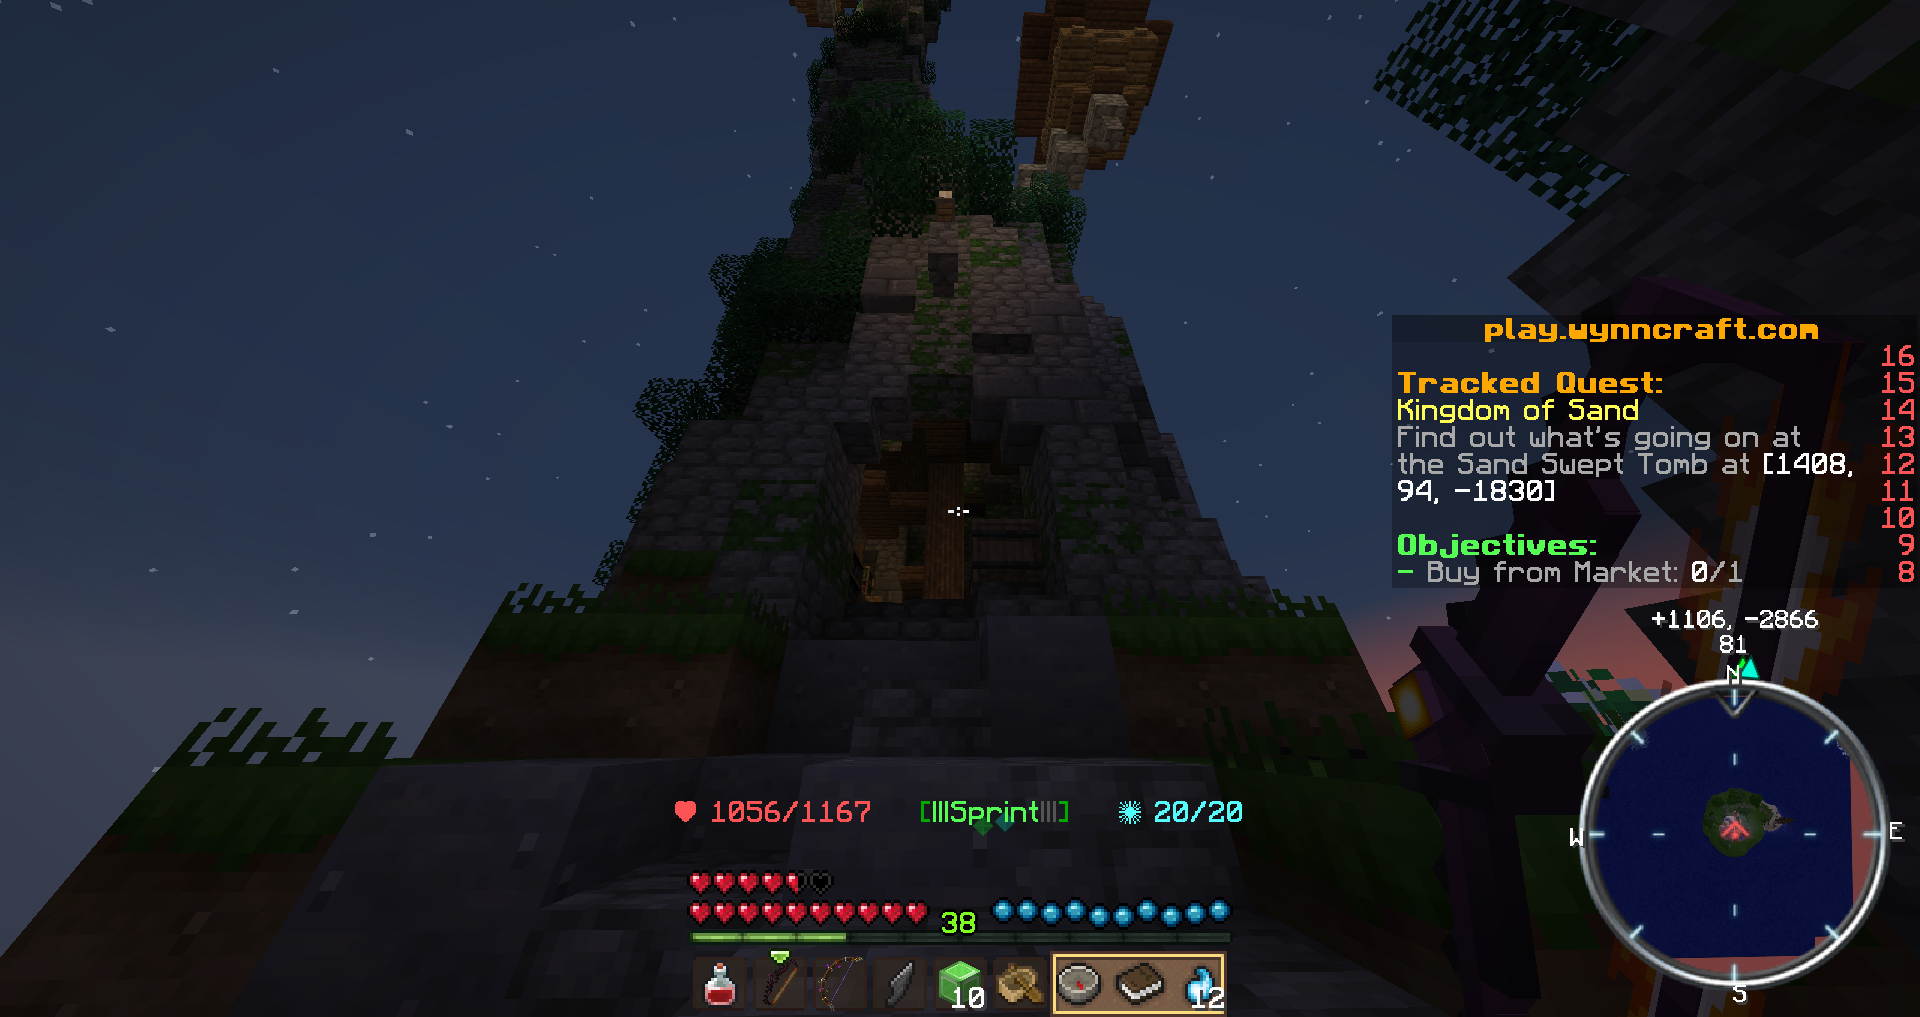 play.wynncraft.com
16
Tracked Quest: 15
Kingdom of Sand 14
Find out what's going on at 13
the Sand Swept Tomb at [1408, 12
94, -1830] 11
10
Objectives: 9
- Buy from Market: 0/1 8
+1106, -2866
81
N
W
E
S
1056/1167 [|||Sprint|||] 20/20
38
10
12